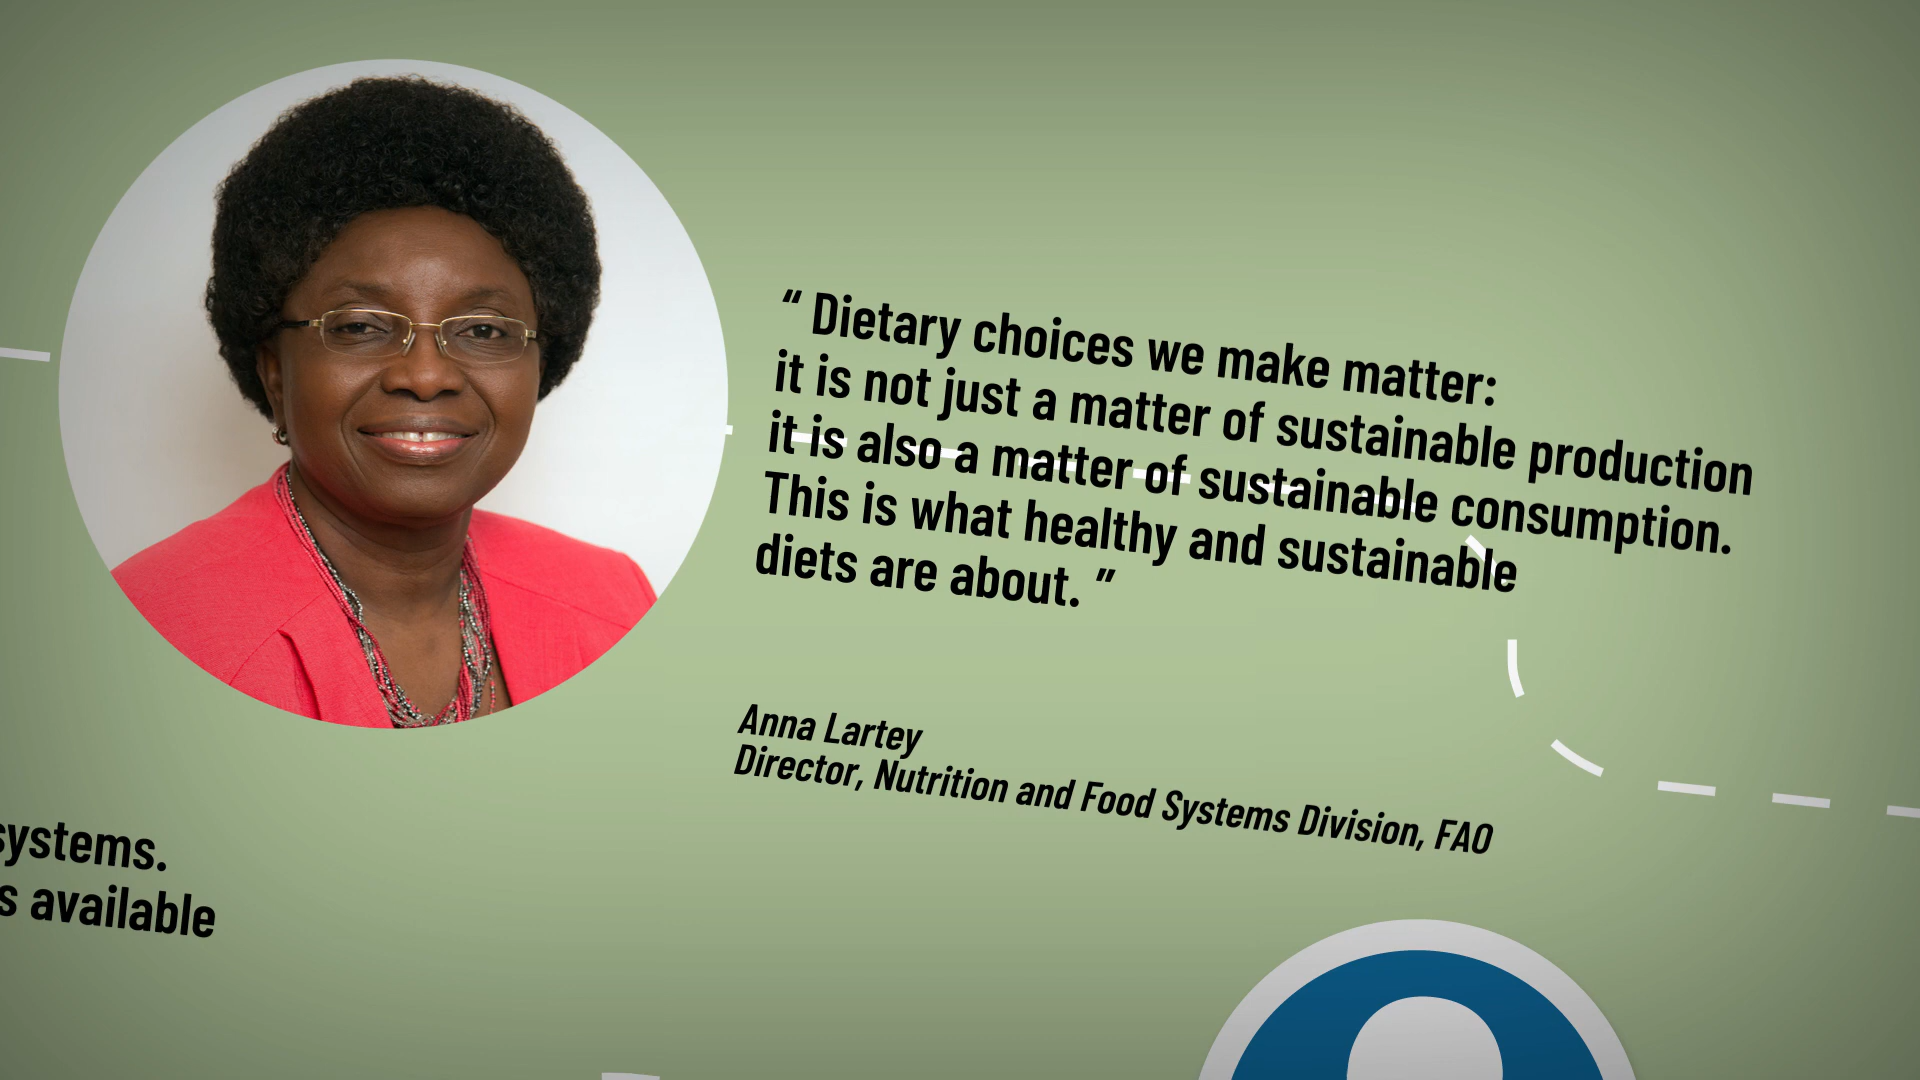 “ Dietary choices we make matter:
it is not just a matter of sustainable production
it is also a matter of sustainable consumption.
This is what healthy and sustainable
diets are about. ”
Anna Lartey
Director, Nutrition and Food Systems Division, FAO
systems.
s available